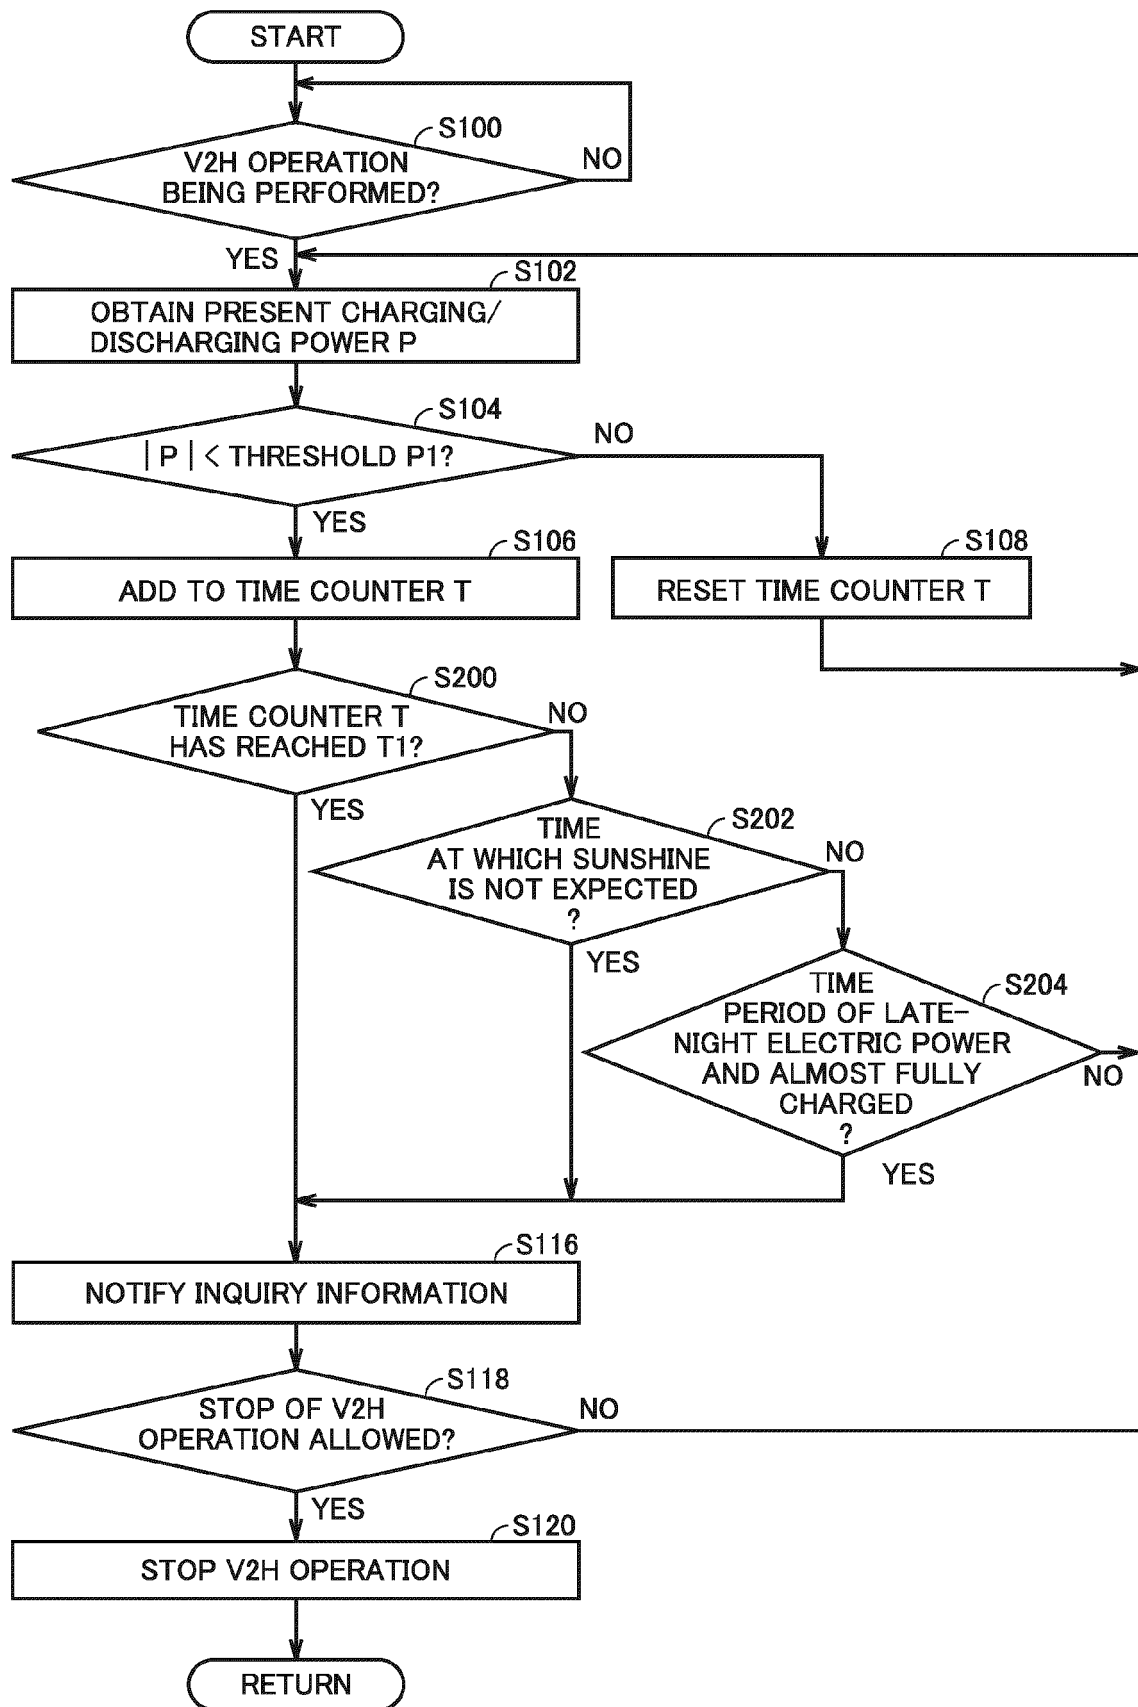 START
S100
V2H OPERATION
BEING PERFORMED?
NO
YES
S102
OBTAIN PRESENT CHARGING/
DISCHARGING POWER P
S104
|P| < THRESHOLD P1?
NO
YES
S106
ADD TO TIME COUNTER T
S108
RESET TIME COUNTER T
S200
TIME COUNTER T
HAS REACHED T1?
NO
YES
S202
TIME
AT WHICH SUNSHINE
IS NOT EXPECTED
?
NO
YES
S204
TIME
PERIOD OF LATE-
NIGHT ELECTRIC POWER
AND ALMOST FULLY
CHARGED
?
NO
YES
S116
NOTIFY INQUIRY INFORMATION
S118
STOP OF V2H
OPERATION ALLOWED?
NO
YES
S120
STOP V2H OPERATION
RETURN